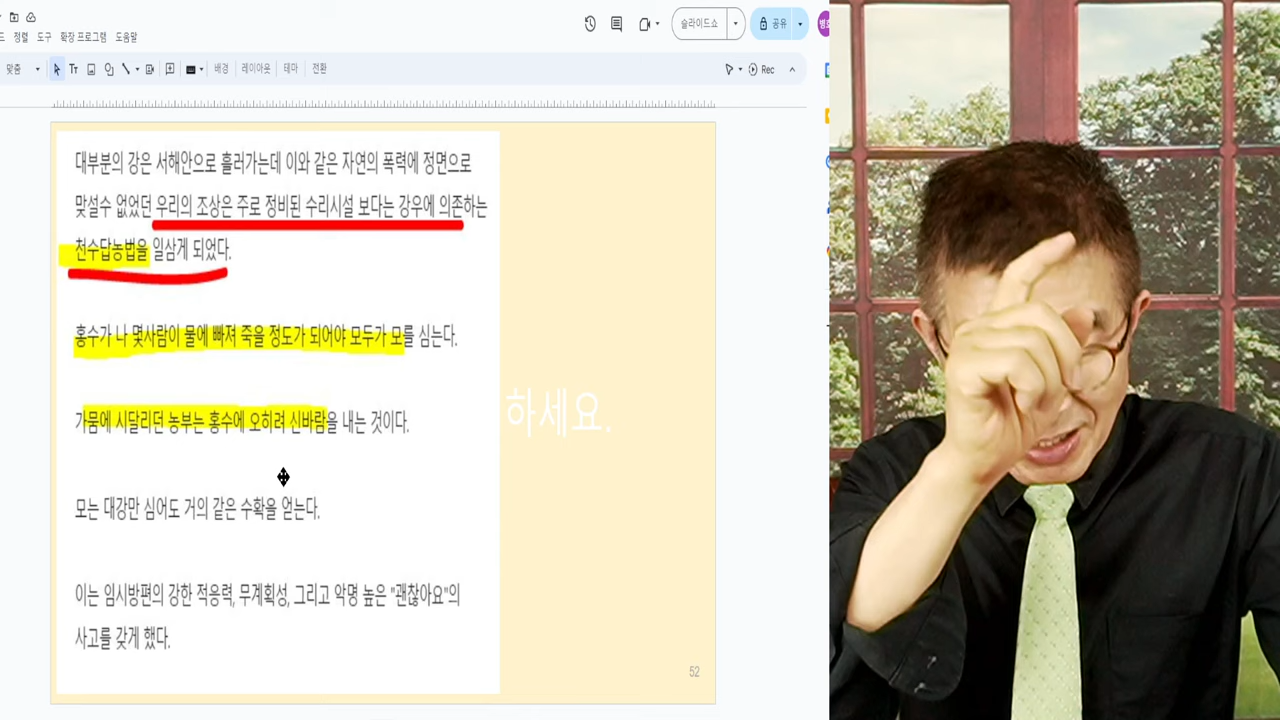 정렬 도구 확장 프로그램 도움말
슬라이드쇼
공유
맞춤
배경 레이아웃 테마 전환
Rec
대부분의 강은 서해안으로 흘러가는데 이와 같은 자연의 폭력에 정면으로
맞설수 없었던 우리의 조상은 주로 정비된 수리시설 보다는 강우에 의존하는
천수답농법을 일삼게 되었다.
홍수가 나 몇사람이 물에 빠져 죽을 정도가 되어야 모두가 모를 심는다.
가뭄에 시달리던 농부는 홍수에 오히려 신바람을 내는 것이다.
하세요.
모는 대강만 심어도 거의 같은 수확을 얻는다.
이는 임시방편의 강한 적응력, 무계획성, 그리고 악명 높은 "괜찮아요"의
사고를 갖게 했다.
52